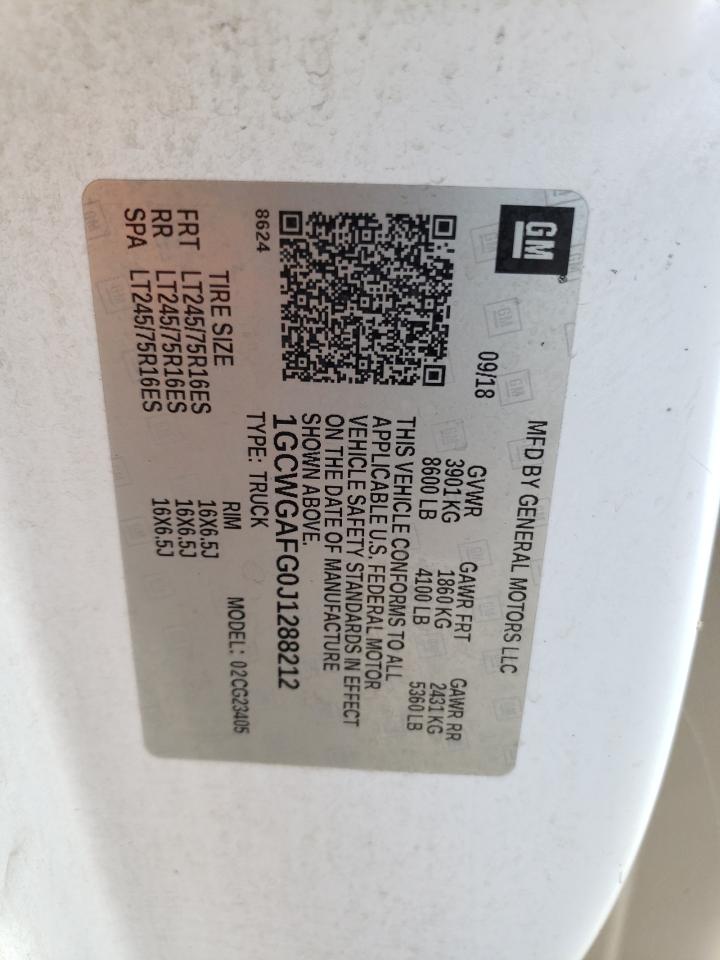 GM
MFD BY GENERAL MOTORS LLC
09/18
GVWR GAWR FRT GAWR RR
3901 KG 1860 KG 2431 KG
8600 LB 4100 LB 5360 LB
THIS VEHICLE CONFORMS TO ALL
APPLICABLE U.S. FEDERAL MOTOR
VEHICLE SAFETY STANDARDS IN EFFECT
ON THE DATE OF MANUFACTURE
SHOWN ABOVE.
1GCWGAFG0J1288212
8624 TYPE: TRUCK MODEL: 02CG23405
TIRE SIZE RIM
FRT LT245/75R16ES 16X6.5J
RR LT245/75R16ES 16X6.5J
SPA LT245/75R16ES 16X6.5J